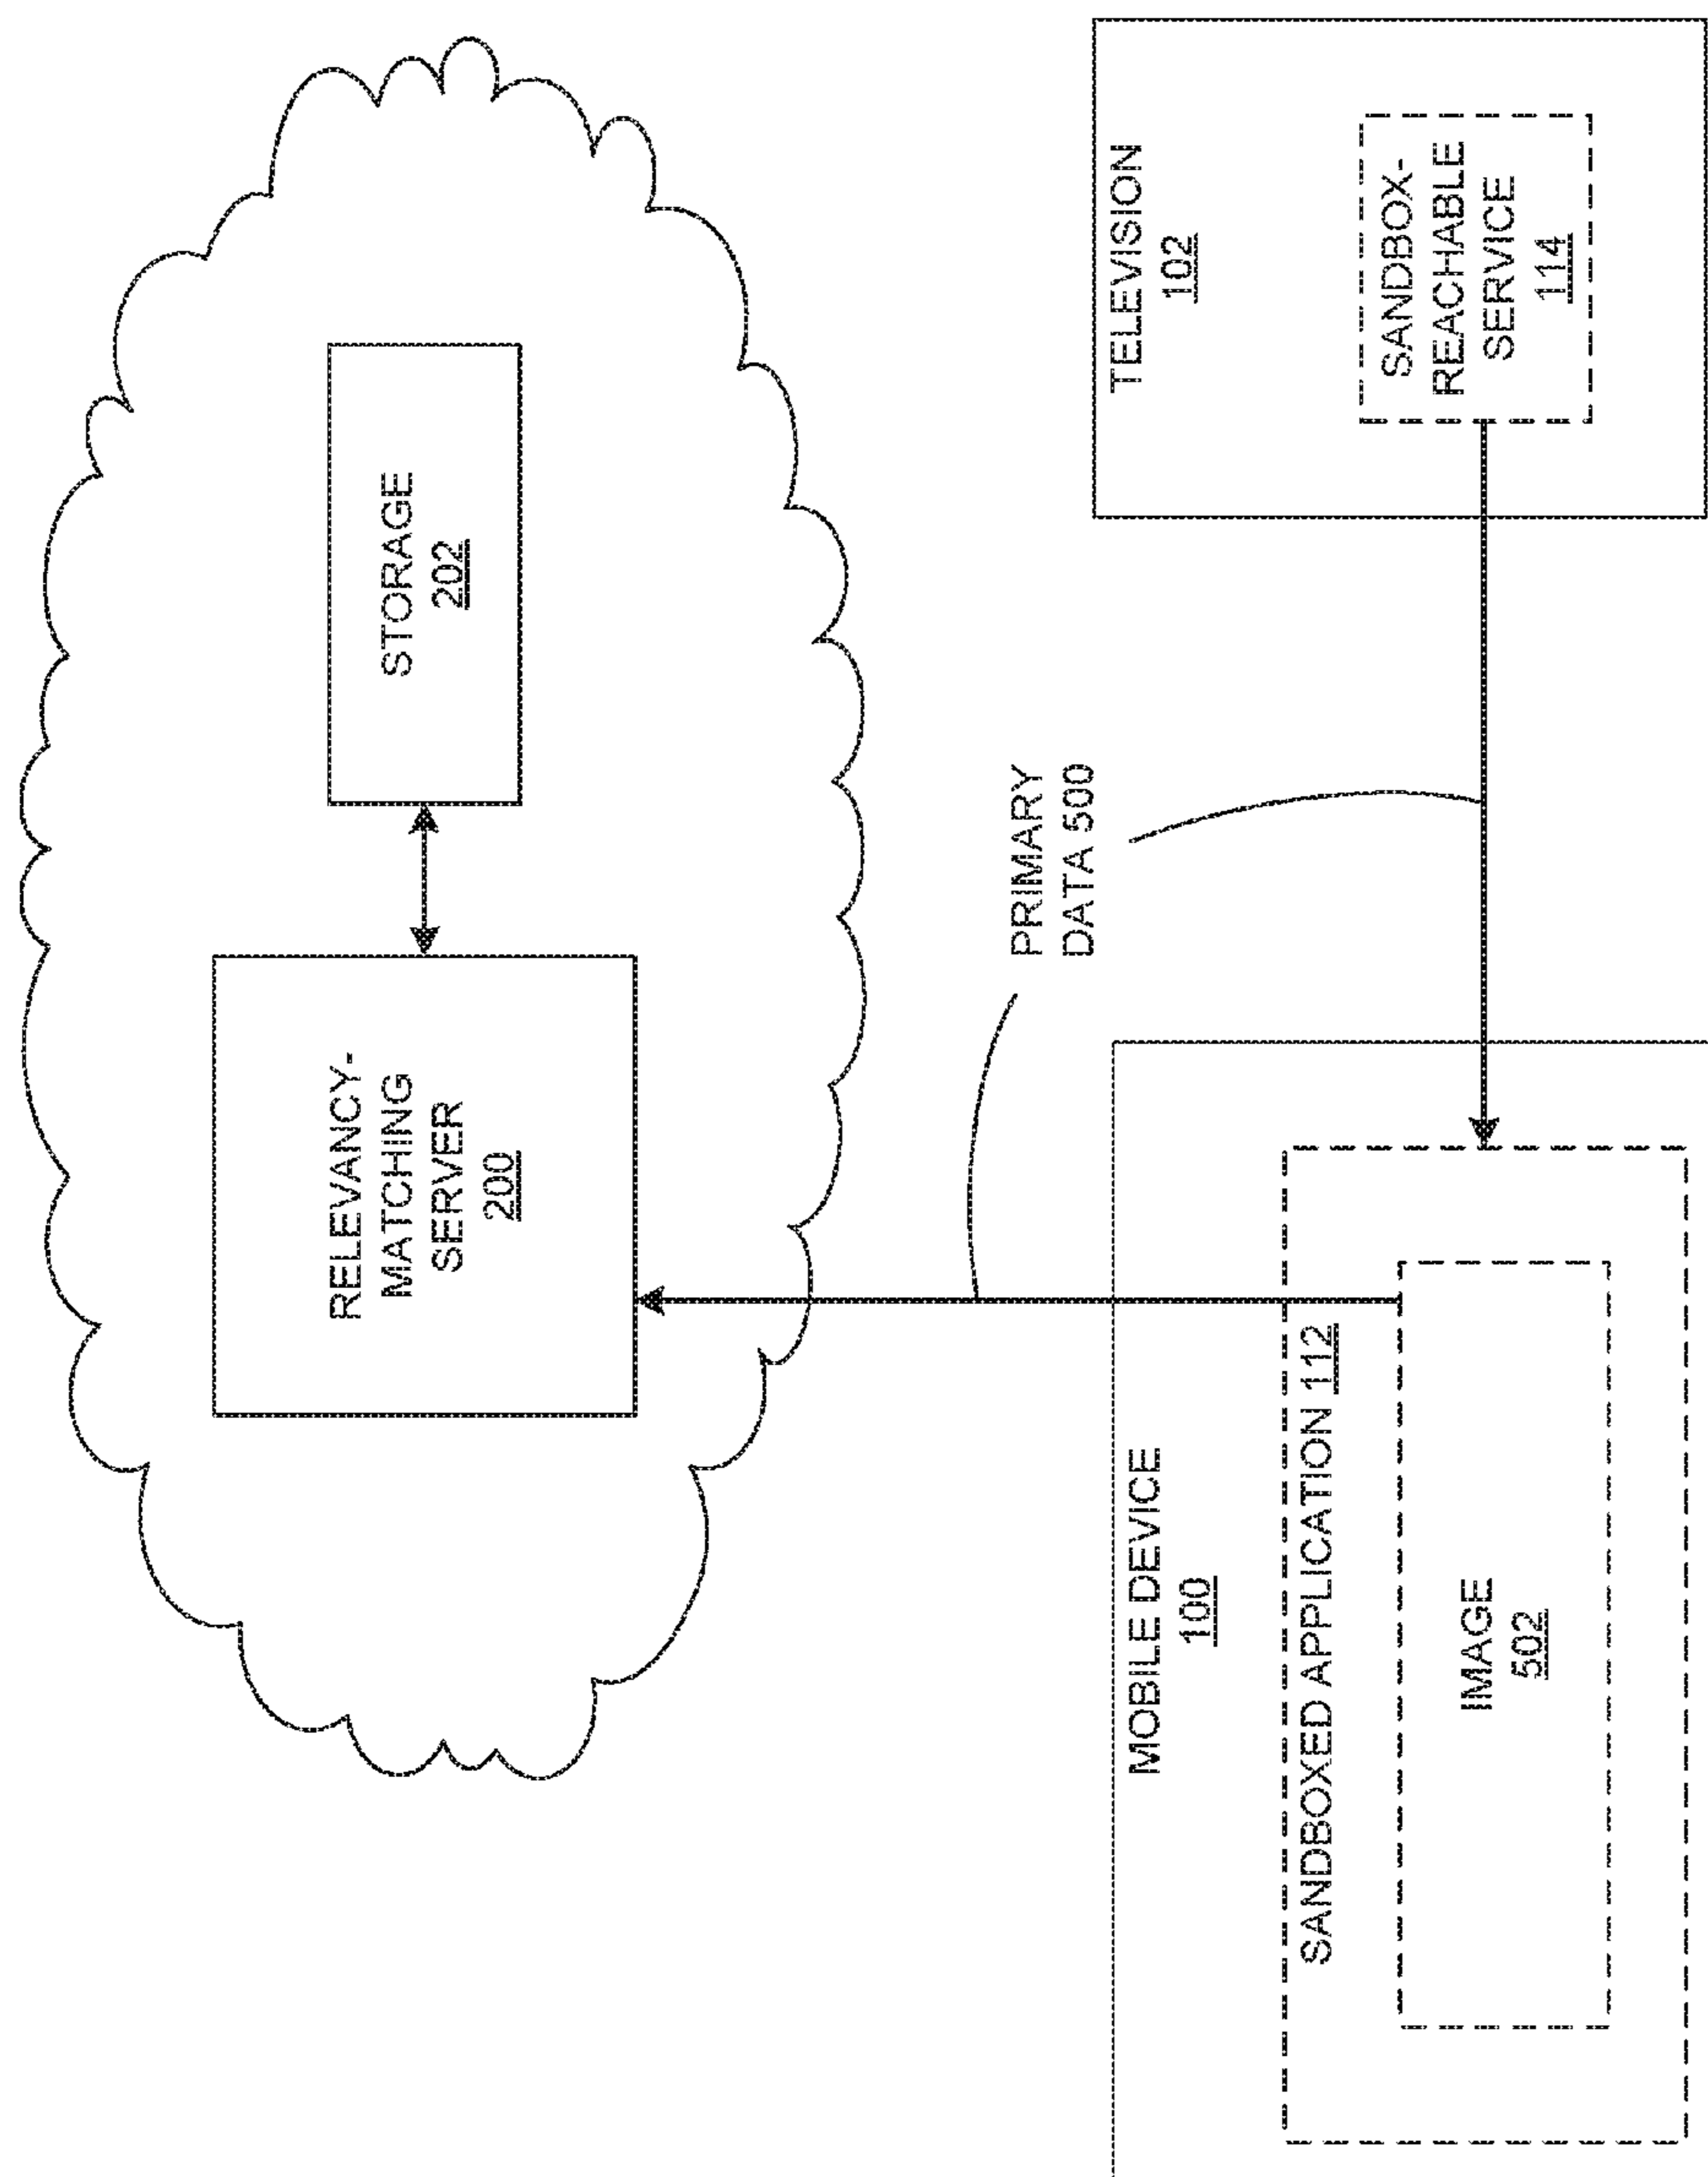 RELEVANCY-
MATCHING
SERVER
200
STORAGE
202
PRIMARY
DATA 500
MOBILE DEVICE
100
SANDBOXED APPLICATION 112
IMAGE
502
TELEVISION
102
SANDBOX-
REACHABLE
SERVICE
114